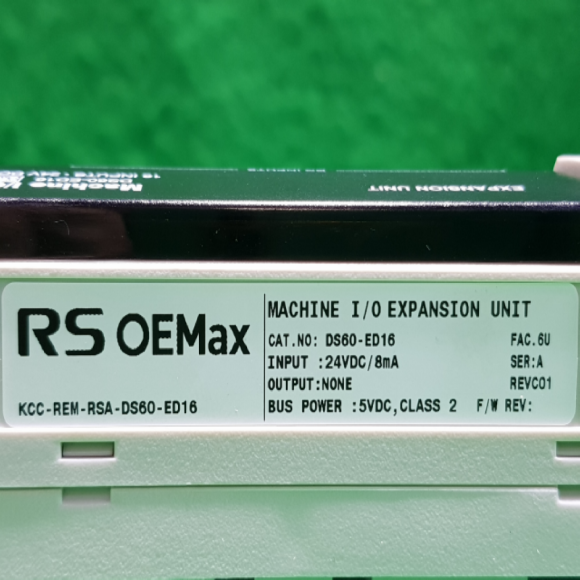 EXPANSION UNIT
RS OEMax
KCC-REM-RSA-DS60-ED16
MACHINE I/O EXPANSION UNIT
CAT.NO: DS60-ED16 FAC.6U
INPUT :24VDC/8mA SER:A
OUTPUT:NONE REVC01
BUS POWER :5VDC,CLASS 2 F/W REV: